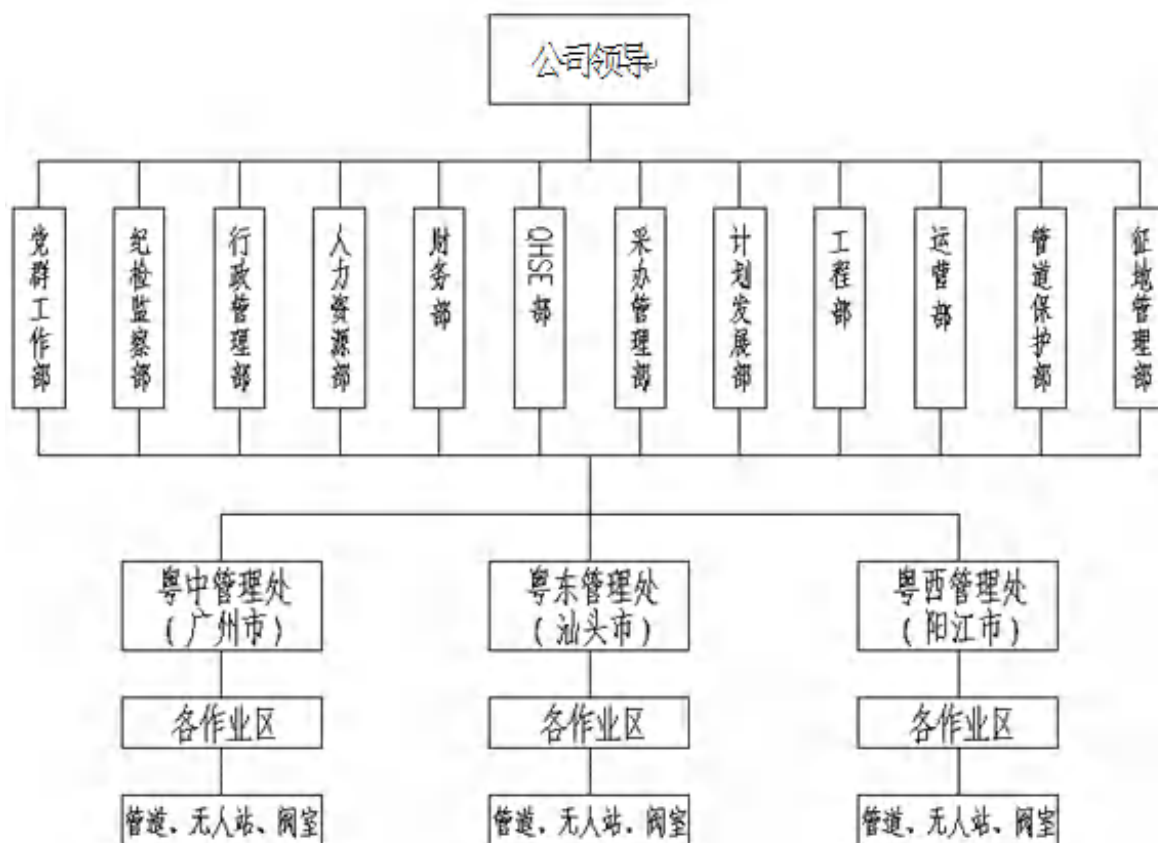 公司领导
党群工作部
纪检监察部
行政管理部
人力资源部
财务部
QHSE部
采办管理部
计划发展部
工程部
运营部
管道保护部
征地管理部
粤中管理处
（广州市）
粤东管理处
（汕头市）
粤西管理处
（阳江市）
各作业区
各作业区
各作业区
管道、无人站、阀室
管道、无人站、阀室
管道、无人站、阀室